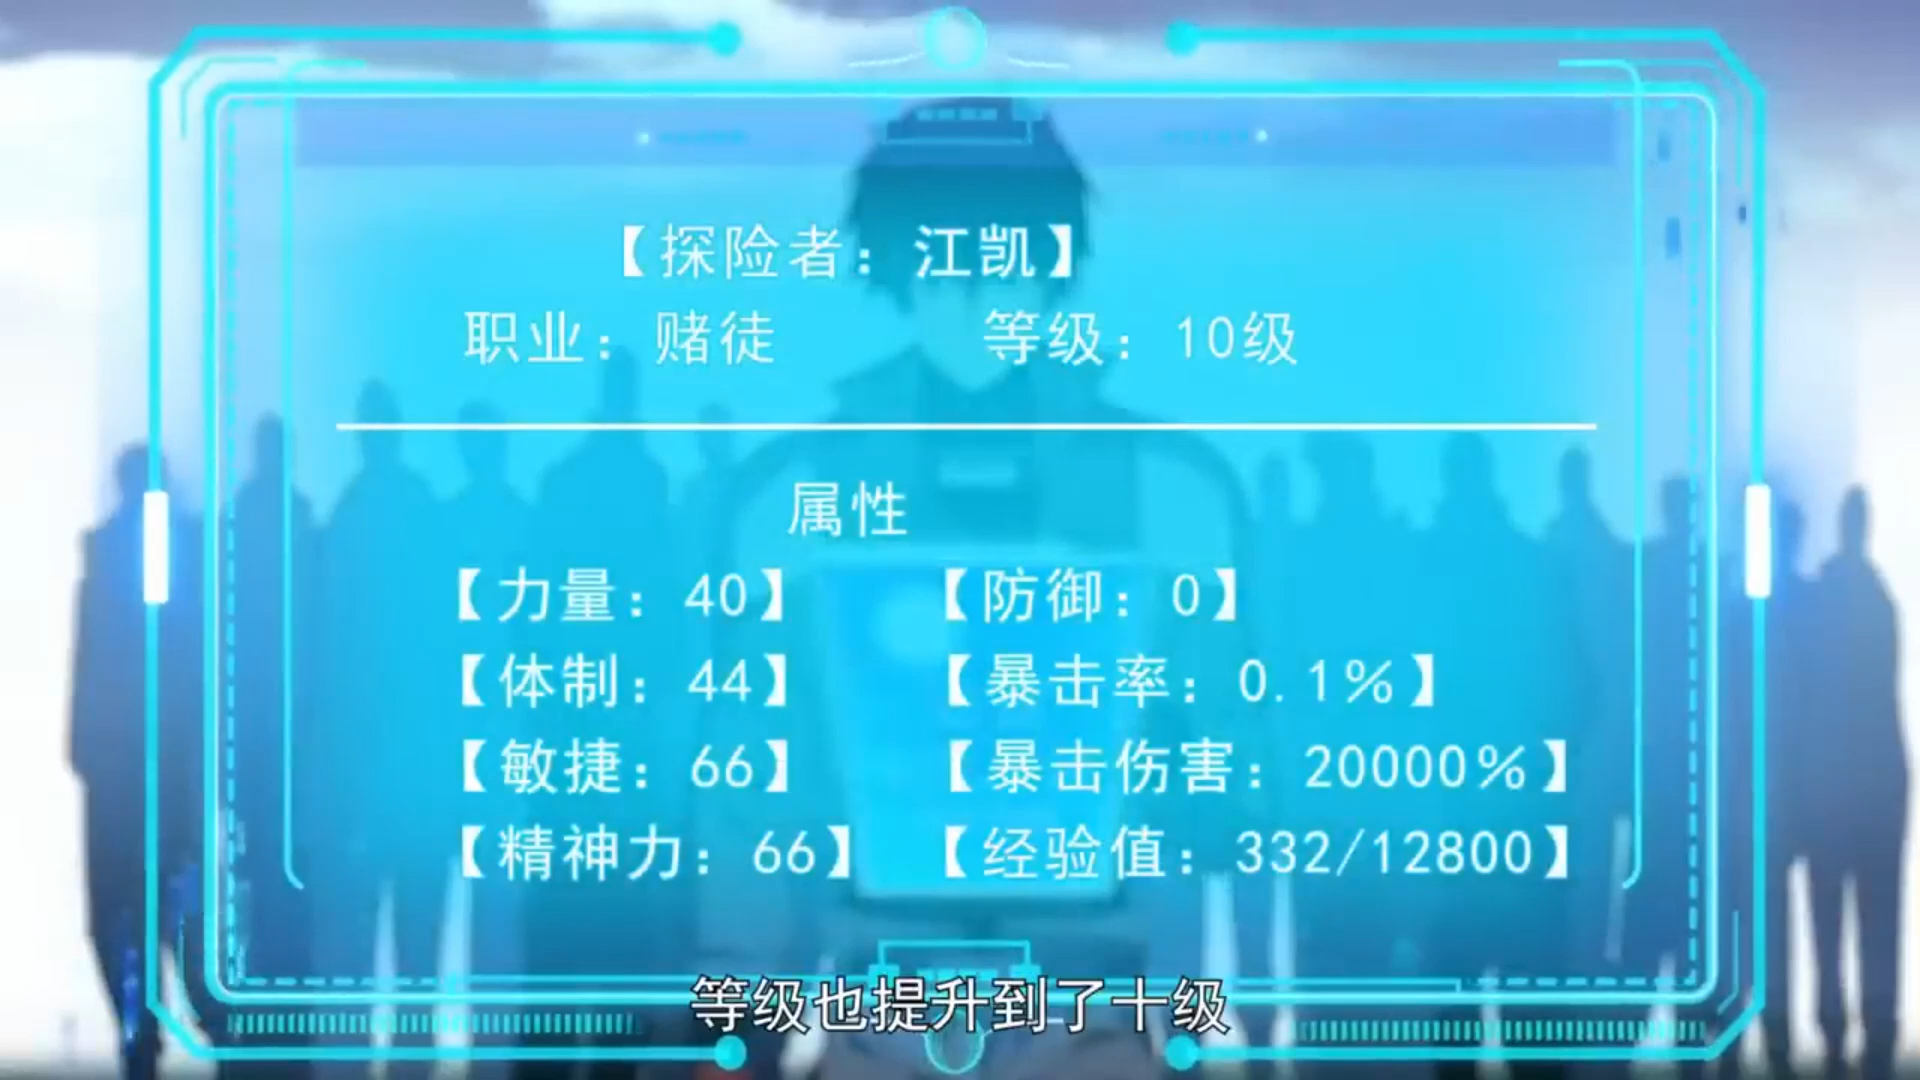 【探险者：江凯】
职业：赌徒 等级：10级
属性
【力量：40】 【防御：0】
【体制：44】 【暴击率：0.1%】
【敏捷：66】 【暴击伤害：20000%】
【精神力：66】 【经验值：332/12800】
等级也提升到了十级